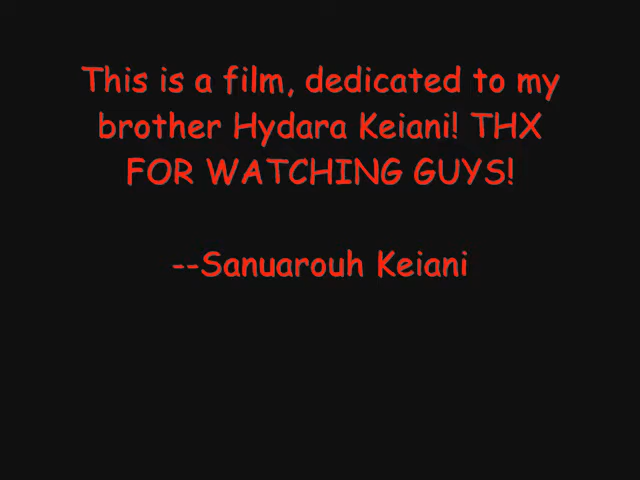 This is a film, dedicated to my
brother Hydara Keiani! THX
FOR WATCHING GUYS!
--Sanuarouh Keiani